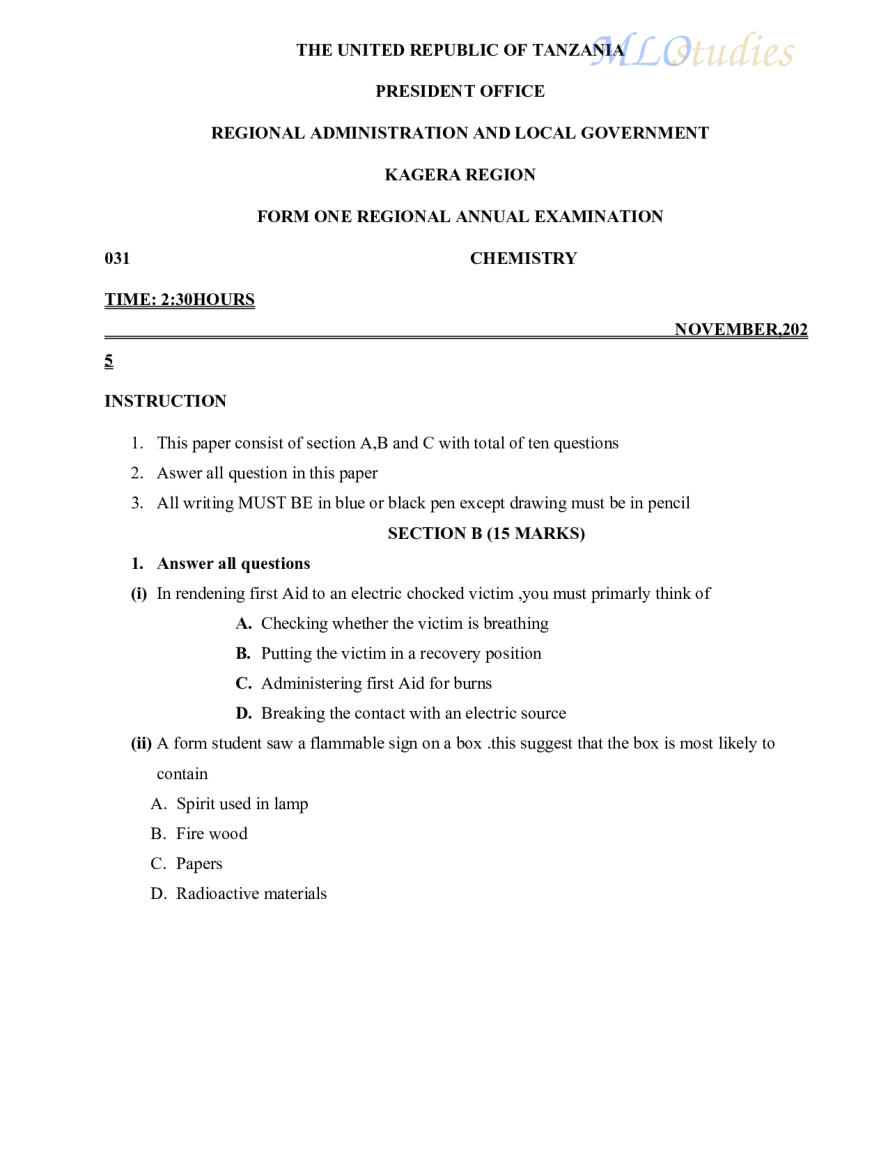 MLOstudies
THE UNITED REPUBLIC OF TANZANIA
PRESIDENT OFFICE
REGIONAL ADMINISTRATION AND LOCAL GOVERNMENT
KAGERA REGION
FORM ONE REGIONAL ANNUAL EXAMINATION
031 CHEMISTRY
TIME: 2:30HOURS
NOVEMBER,202
5
INSTRUCTION
1. This paper consist of section A,B and C with total of ten questions
2. Aswer all question in this paper
3. All writing MUST BE in blue or black pen except drawing must be in pencil
SECTION B (15 MARKS)
1. Answer all questions
(i) In rendening first Aid to an electric chocked victim ,you must primarly think of
A. Checking whether the victim is breathing
B. Putting the victim in a recovery position
C. Administering first Aid for burns
D. Breaking the contact with an electric source
(ii) A form student saw a flammable sign on a box .this suggest that the box is most likely to
contain
A. Spirit used in lamp
B. Fire wood
C. Papers
D. Radioactive materials